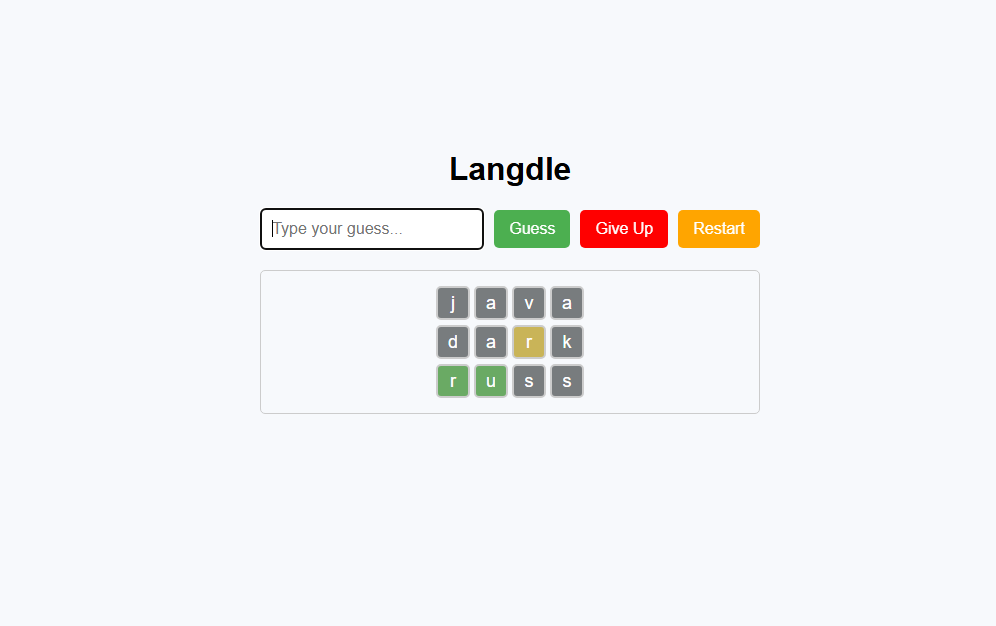 Langdle
Type your guess... Guess Give Up Restart
j a v a
d a r k
r u s s